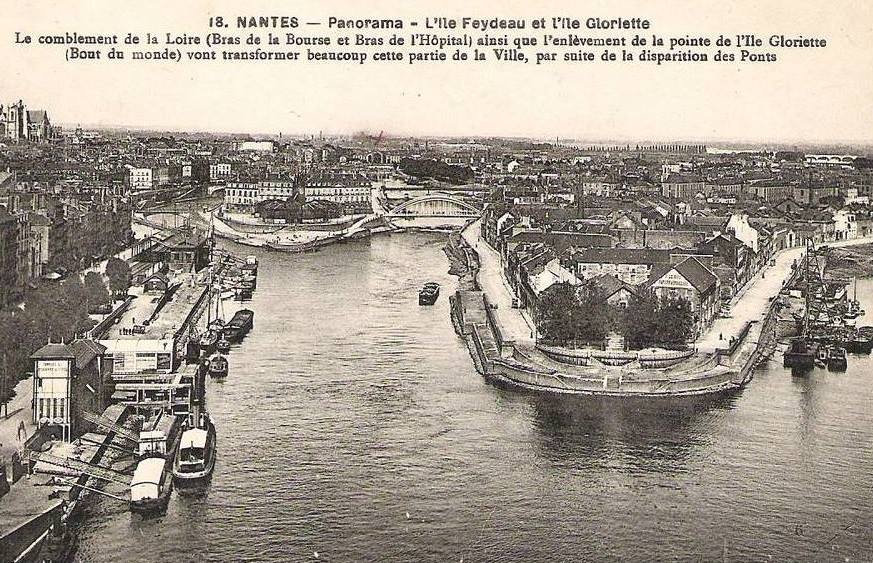 18. NANTES — Panorama - L'Ile Feydeau et l'Ile Gloriette
Le comblement de la Loire (Bras de la Bourse et Bras de l'Hôpital) ainsi que l'enlèvement de la pointe de l'Ile Gloriette
(Bout du monde) vont transformer beaucoup cette partie de la Ville, par suite de la disparition des Ponts